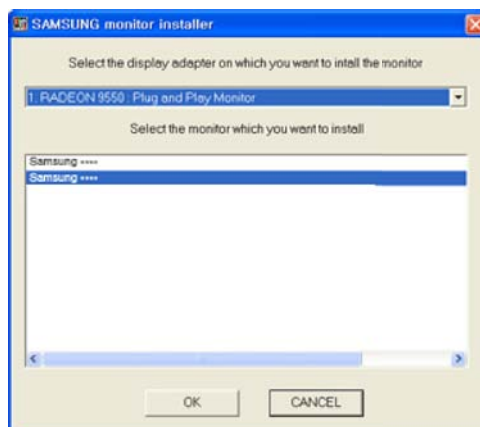 SAMSUNG monitor installer
Select the display adapter on which you want to intall the monitor
1. RADEON 9550 : Plug and Play Monitor
Select the monitor which you want to install
Samsung ****
Samsung ****
OK
CANCEL